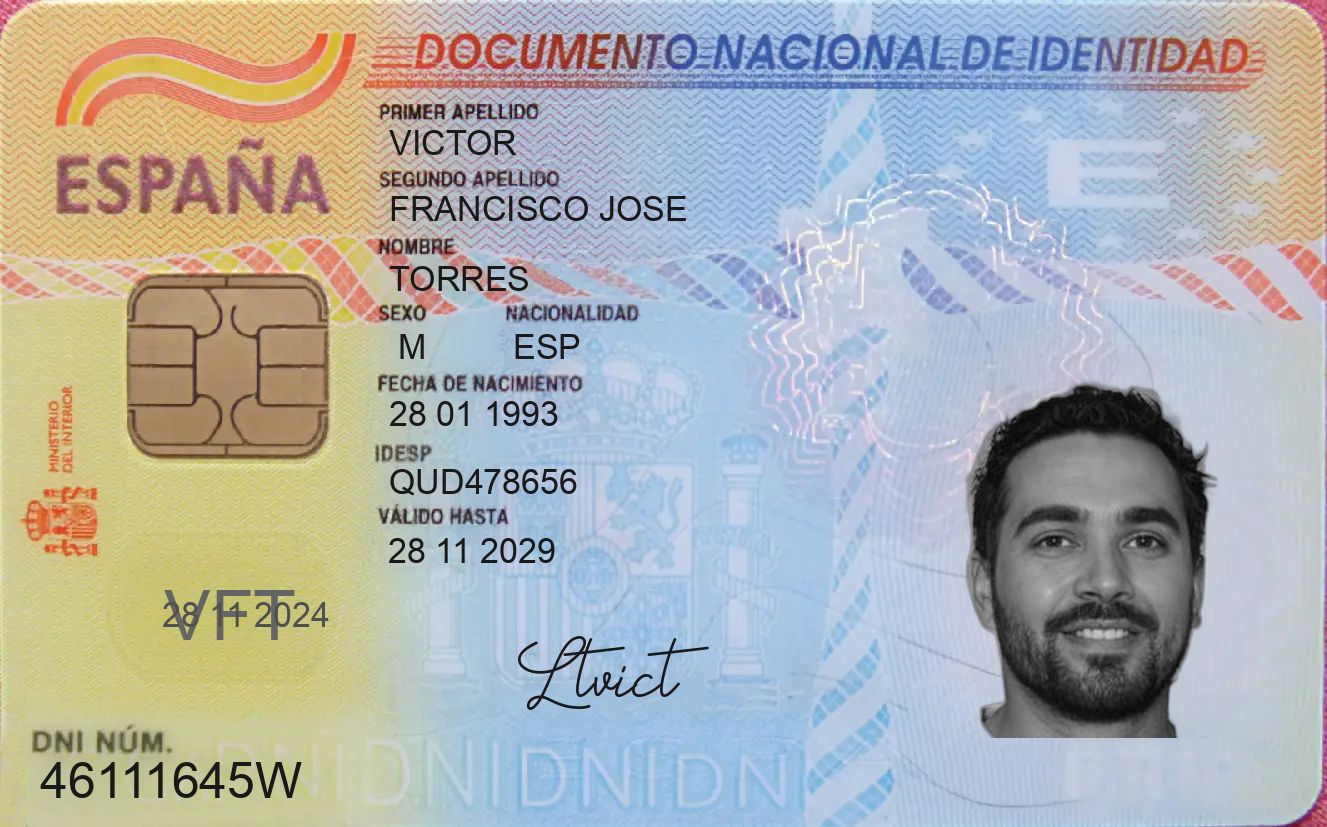 DOCUMENTO NACIONAL DE IDENTIDAD
ESPAÑA
PRIMER APELLIDO
VICTOR
SEGUNDO APELLIDO
FRANCISCO JOSE
NOMBRE
TORRES
SEXO NACIONALIDAD
M ESP
FECHA DE NACIMIENTO
28 01 1993
IDESP
QUD478656
VÁLIDO HASTA
28 11 2029
MINISTERIO
DEL INTERIOR
E
VFT
28 11 2024
Ltvict
DNI NÚM.
46111645W
DNIDNIDNIDNI